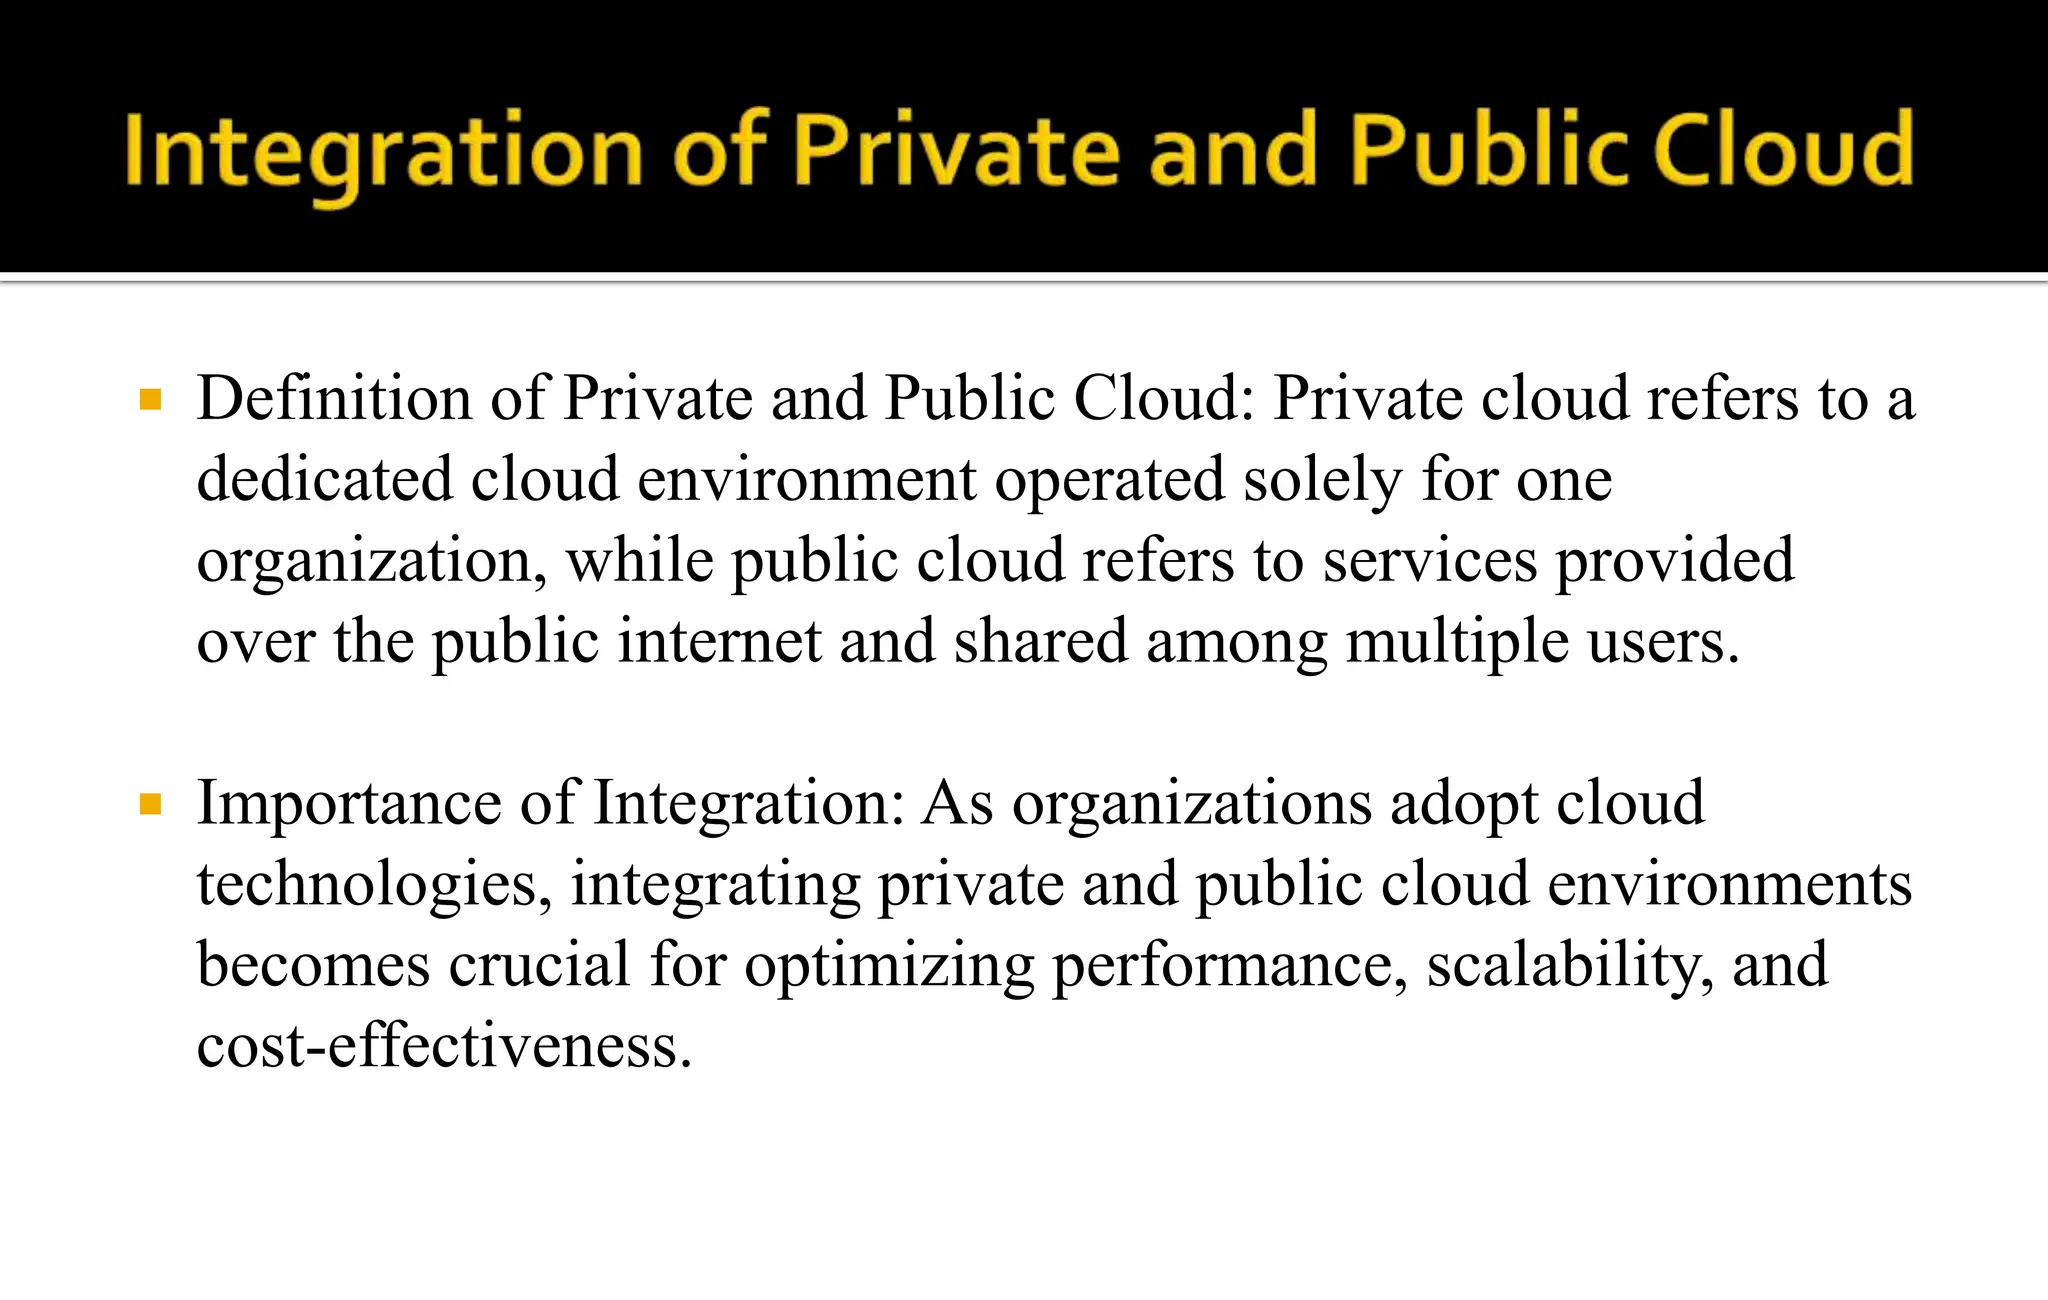 Integration of Private and Public Cloud
Definition of Private and Public Cloud: Private cloud refers to a
dedicated cloud environment operated solely for one
organization, while public cloud refers to services provided
over the public internet and shared among multiple users.
Importance of Integration: As organizations adopt cloud
technologies, integrating private and public cloud environments
becomes crucial for optimizing performance, scalability, and
cost-effectiveness.